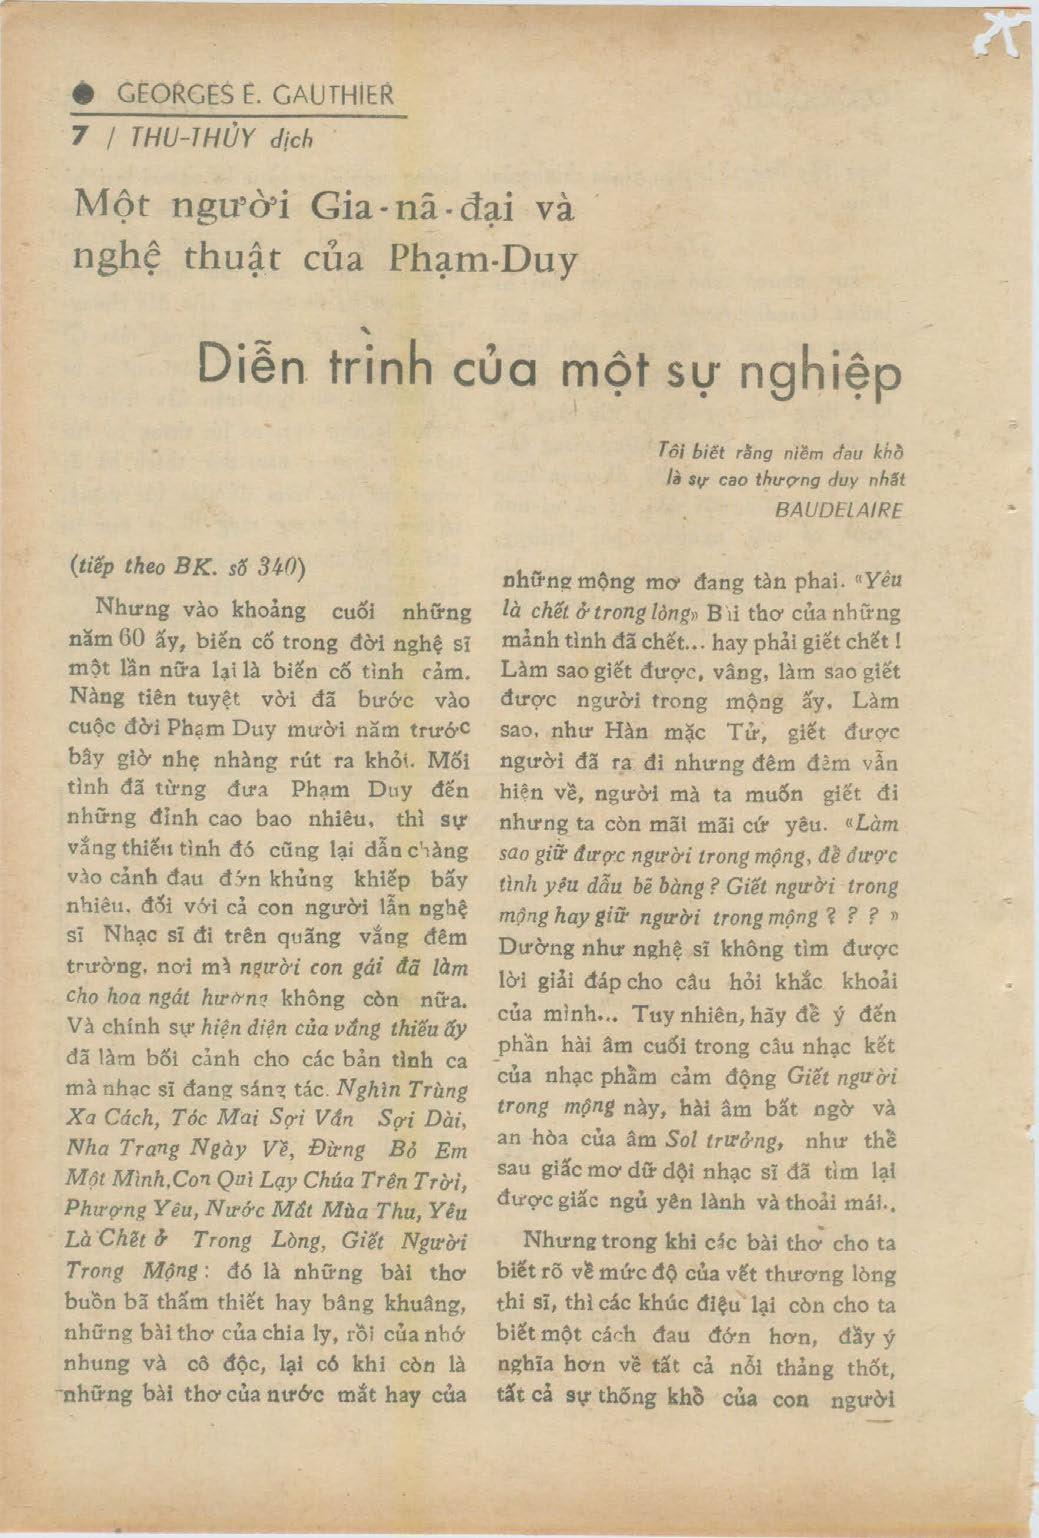 ● GEORGES E. GAUTHIER
7 / THU-THỦY dịch
Một người Gia-nã-đại và
nghệ thuật của Phạm-Duy
Diễn trình của một sự nghiệp
Tôi biết rằng niềm đau khổ
là sự cao thượng duy nhất
BAUDELAIRE
(tiếp theo BK. số 340)
Nhưng vào khoảng cuối những
năm 60 ấy, biến cố trong đời nghệ sĩ
một lần nữa lại là biến cố tình cảm.
Nàng tiên tuyệt vời đã bước vào
cuộc đời Phạm Duy mười năm trước
bây giờ nhẹ nhàng rút ra khỏi. Mối
tình đã từng đưa Phạm Duy đến
những đỉnh cao bao nhiêu, thì sự
vắng thiếu tình đó cũng lại dẫn chàng
vào cảnh đau đớn khủng khiếp bấy
nhiêu, đối với cả con người lẫn nghệ
sĩ Nhạc sĩ đi trên quãng vắng đêm
trường, nơi mà người con gái đã làm
cho hoa ngát hương không còn nữa.
Và chính sự hiện diện của vắng thiếu ấy
đã làm bối cảnh cho các bản tình ca
mà nhạc sĩ đang sáng tác. Nghìn Trùng
Xa Cách, Tóc Mai Sợi Vắn Sợi Dài,
Nha Trang Ngày Về, Đừng Bỏ Em
Một Mình, Con Quì Lạy Chúa Trên Trời,
Phượng Yêu, Nước Mắt Mùa Thu, Yêu
Là Chết ở Trong Lòng, Giết Người
Trong Mộng : đó là những bài thơ
buồn bã thấm thiết hay bâng khuâng,
những bài thơ của chia ly, rồi của nhớ
nhung và cô độc, lại có khi còn là
những bài thơ của nước mắt hay của
những mộng mơ đang tàn phai. «Yêu
là chết ở trong lòng» Bài thơ của những
mảnh tình đã chết... hay phải giết chết !
Làm sao giết được, vâng, làm sao giết
được người trong mộng ấy. Làm
sao, như Hàn mặc Tử, giết được
người đã ra đi nhưng đêm đêm vẫn
hiện về, người mà ta muốn giết đi
nhưng ta còn mãi mãi cứ yêu. «Làm
sao giữ được người trong mộng, để được
tình yêu dẫu bẽ bàng ? Giết người trong
mộng hay giữ người trong mộng ? ? ? »
Dường như nghệ sĩ không tìm được
lời giải đáp cho câu hỏi khắc khoải
của mình... Tuy nhiên, hãy để ý đến
phần hài âm cuối trong câu nhạc kết
của nhạc phẩm cảm động Giết người
trong mộng này, hài âm bất ngờ và
an hòa của âm Sol trưởng, như thể
sau giấc mơ dữ dội nhạc sĩ đã tìm lại
được giấc ngủ yên lành và thoải mái..
Nhưng trong khi các bài thơ cho ta
biết rõ về mức độ của vết thương lòng
thi sĩ, thì các khúc điệu lại còn cho ta
biết một cách đau đớn hơn, đầy ý
nghĩa hơn về tất cả nỗi thảng thốt,
tất cả sự thống khổ của con người